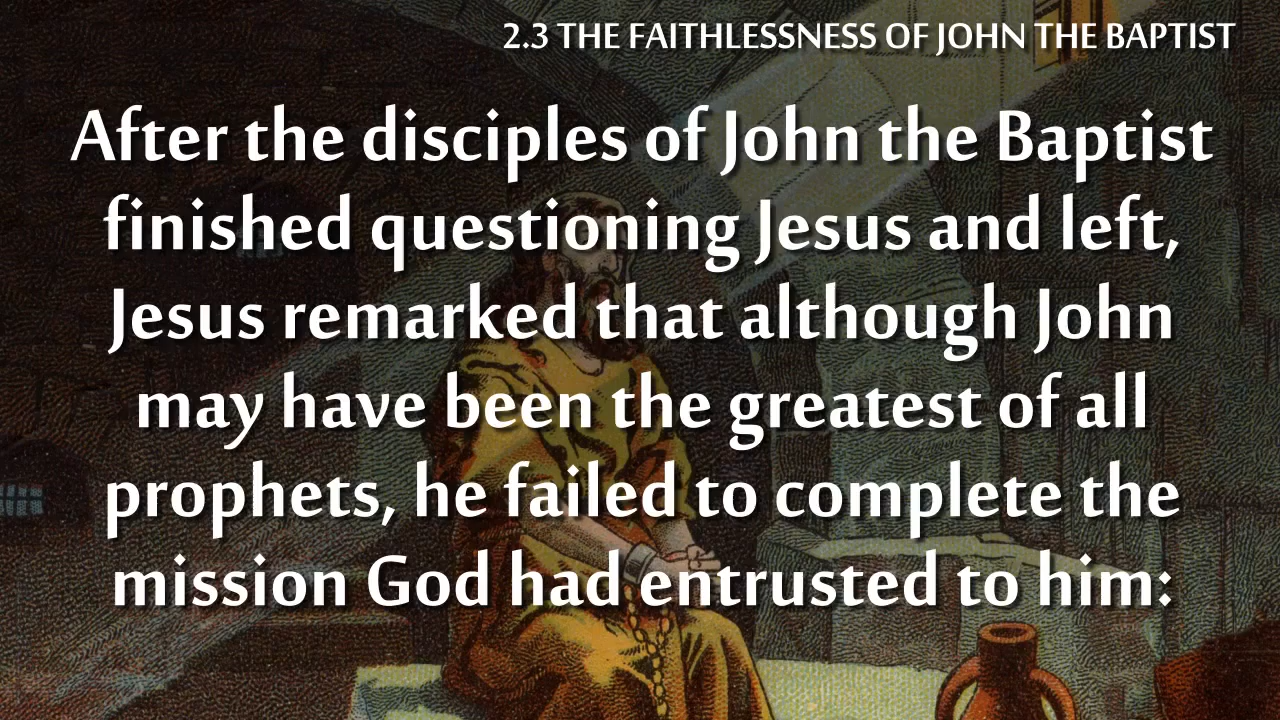 2.3 THE FAITHLESSNESS OF JOHN THE BAPTIST
After the disciples of John the Baptist
finished questioning Jesus and left,
Jesus remarked that although John
may have been the greatest of all
prophets, he failed to complete the
mission God had entrusted to him: